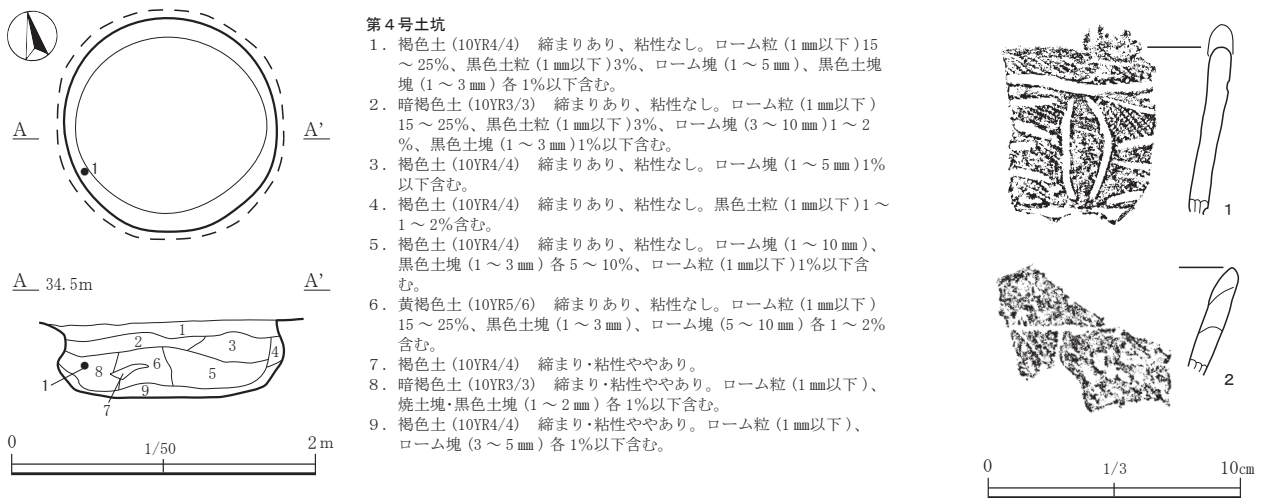 A
A'
1
A 34.5m
A'
1
2
3
4
5
6
8
9
1
7
0
1/50
2m
第４号土坑
１．褐色土 (10YR4/4)　締まりあり、粘性なし。ローム粒 (１㎜以下)15
～25%、黒色土粒 (１㎜以下)3%、ローム塊 (１～５㎜)、黒色土塊
塊 (１～３㎜) 各 1%以下含む。
２．暗褐色土 (10YR3/3)　締まりあり、粘性なし。ローム粒 (１㎜以下)
15～25%、黒色土粒 (１㎜以下)3%、ローム塊 (３～10㎜)１～２
%、黒色土塊 (１～３㎜)1%以下含む。
３．褐色土 (10YR4/4)　締まりあり、粘性なし。ローム塊 (１～５㎜)1%
以下含む。
４．褐色土 (10YR4/4)　締まりあり、粘性なし。黒色土粒 (１㎜以下)１～
１～2%含む。
５．褐色土 (10YR4/4)　締まりあり、粘性なし。ローム塊 (１～10㎜)、
黒色土塊 (１～３㎜) 各５～10%、ローム粒 (１㎜以下)1%以下含
む。
６．黄褐色土 (10YR5/6)　締まりあり、粘性なし。ローム粒 (１㎜以下)
15～25%、黒色土塊 (１～３㎜)、ローム塊 (５～10㎜) 各１～2%
含む。
７．褐色土 (10YR4/4)　締まり・粘性ややあり。
８．暗褐色土 (10YR3/3)　締まり・粘性ややあり。ローム粒 (１㎜以下)、
焼土塊・黒色土塊 (１～２㎜) 各 1%以下含む。
９．褐色土 (10YR4/4)　締まり・粘性ややあり。ローム粒 (１㎜以下)、
ローム塊 (３～５㎜) 各 1%以下含む。
1
2
0
1/3
10㎝